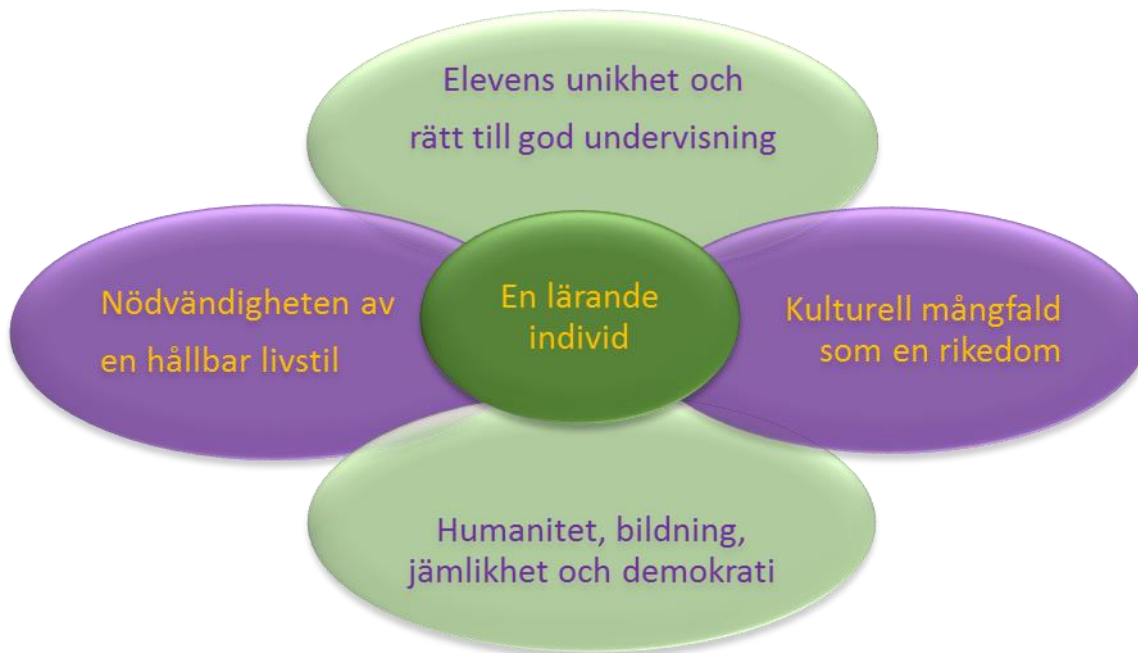 Elevens unikhet och
rätt till god undervisning
Nödvändigheten av
en hållbar livstil
En lärande
individ
Kulturell mångfald
som en rikedom
Humanitet, bildning,
jämlikhet och demokrati